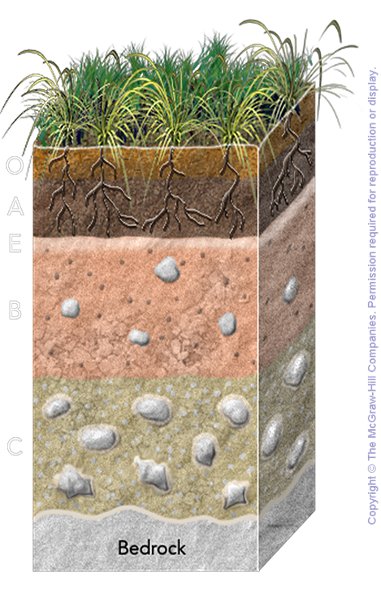 O
A
E
B
C
Bedrock
Copyright © The McGraw-Hill Companies. Permission required for reproduction or display.